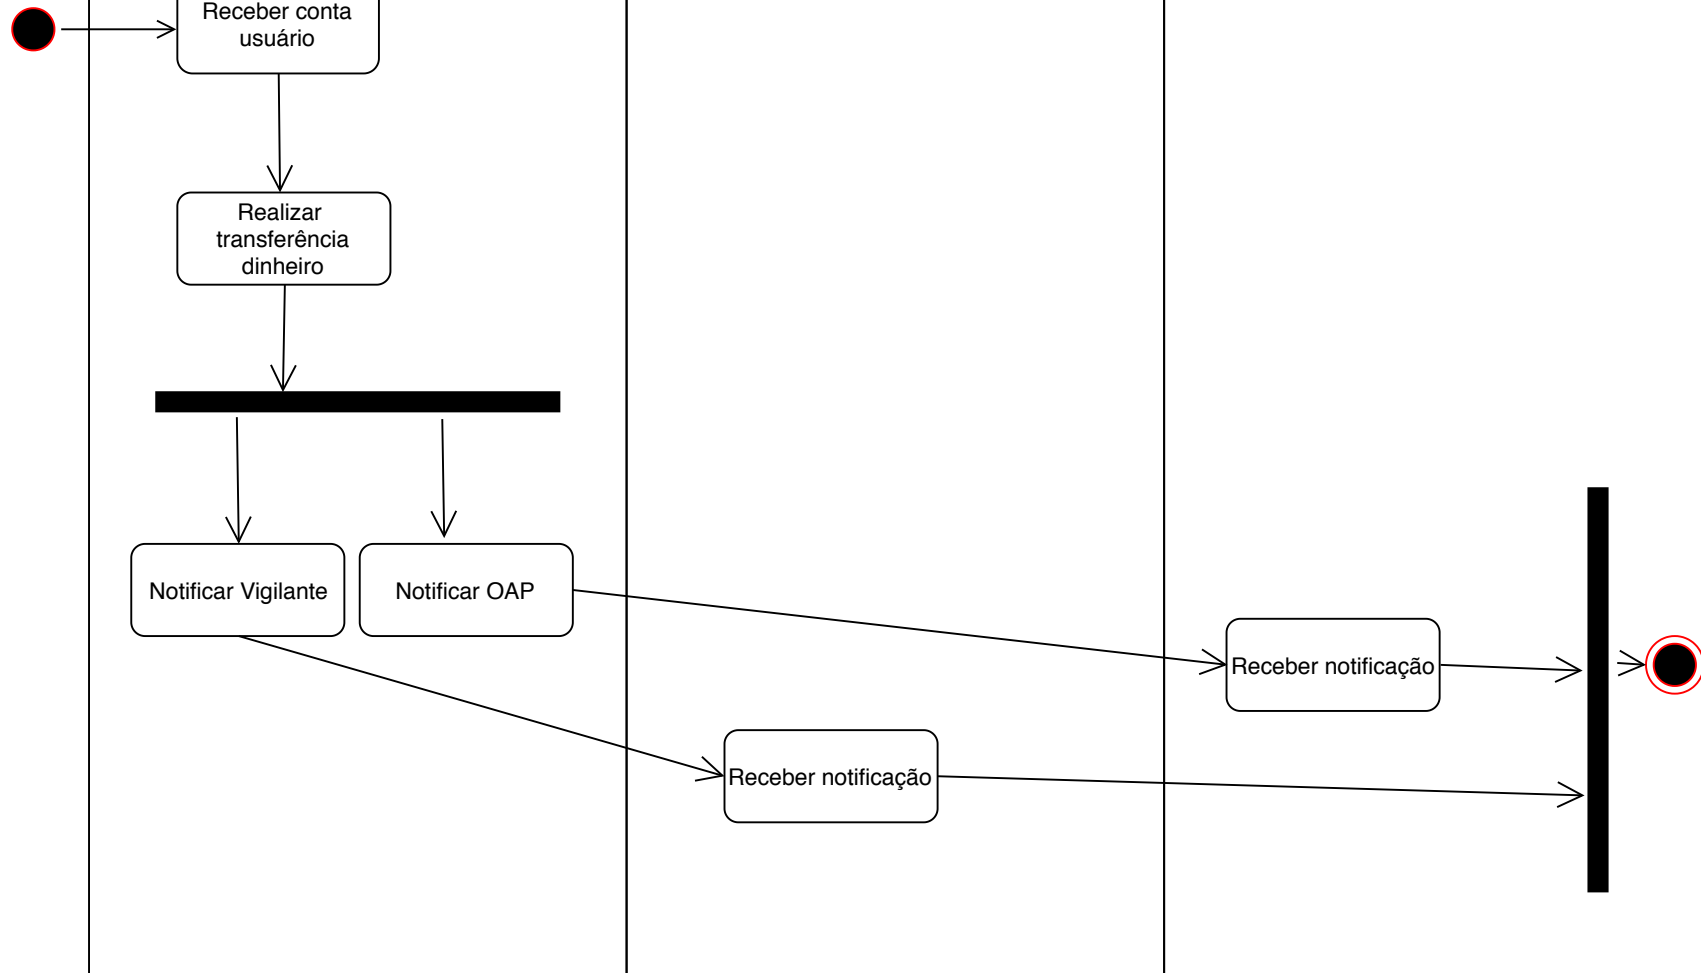 Receber conta
usuário
Realizar
transferência
dinheiro
Notificar Vigilante
Notificar OAP
Receber notificação
Receber notificação